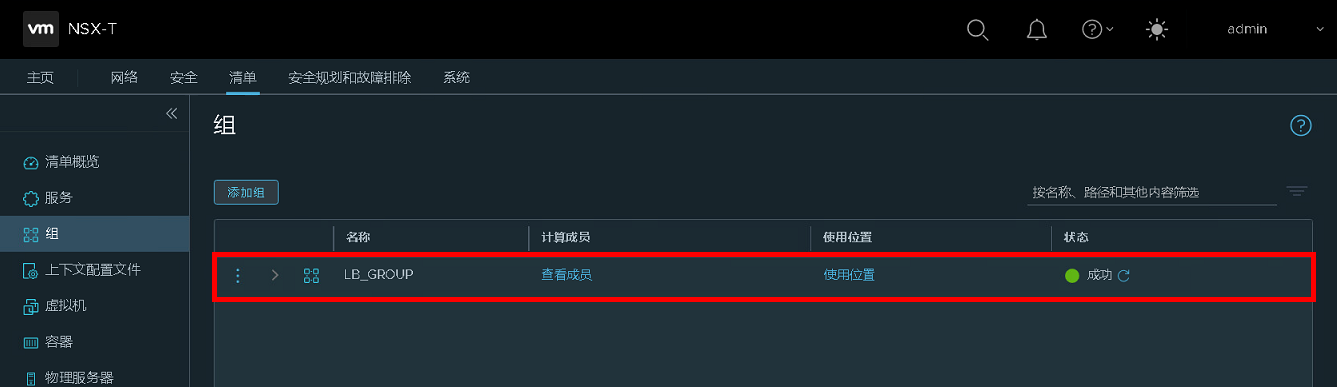 vm NSX-T admin
主页 网络 安全 清单 安全规划和故障排除 系统
组
清单概览
服务
添加组 按名称、路径和其他内容筛选
组
名称 计算成员 使用位置 状态
上下文配置文件
LB_GROUP 查看成员 使用位置 成功
虚拟机
容器
物理服务器